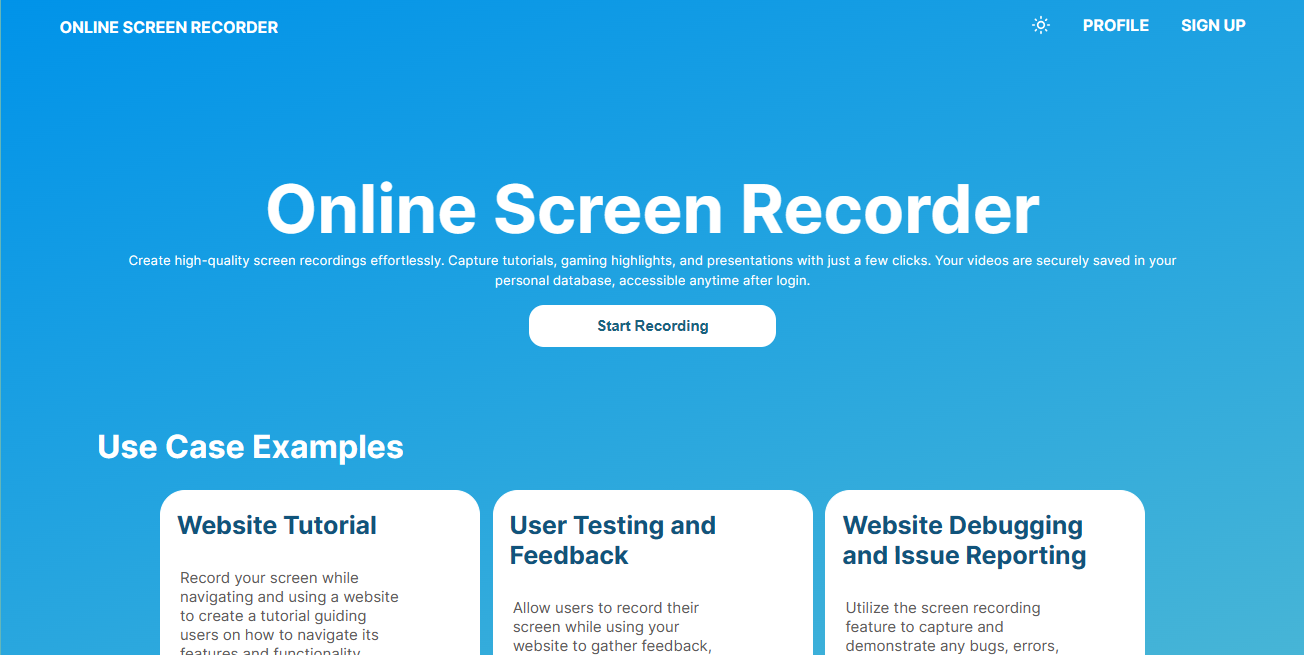 ONLINE SCREEN RECORDER
PROFILE
SIGN UP
Online Screen Recorder
Create high-quality screen recordings effortlessly. Capture tutorials, gaming highlights, and presentations with just a few clicks. Your videos are securely saved in your
personal database, accessible anytime after login.
Start Recording
Use Case Examples
Website Tutorial
Record your screen while
navigating and using a website
to create a tutorial guiding
users on how to navigate its
features and functionality
User Testing and
Feedback
Allow users to record their
screen while using your
website to gather feedback,
Website Debugging
and Issue Reporting
Utilize the screen recording
feature to capture and
demonstrate any bugs, errors,